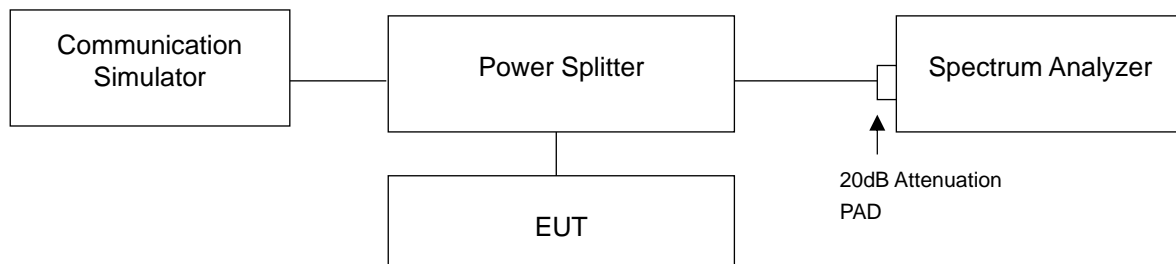 Communication
Simulator
Power Splitter
Spectrum Analyzer
20dB Attenuation
PAD
EUT